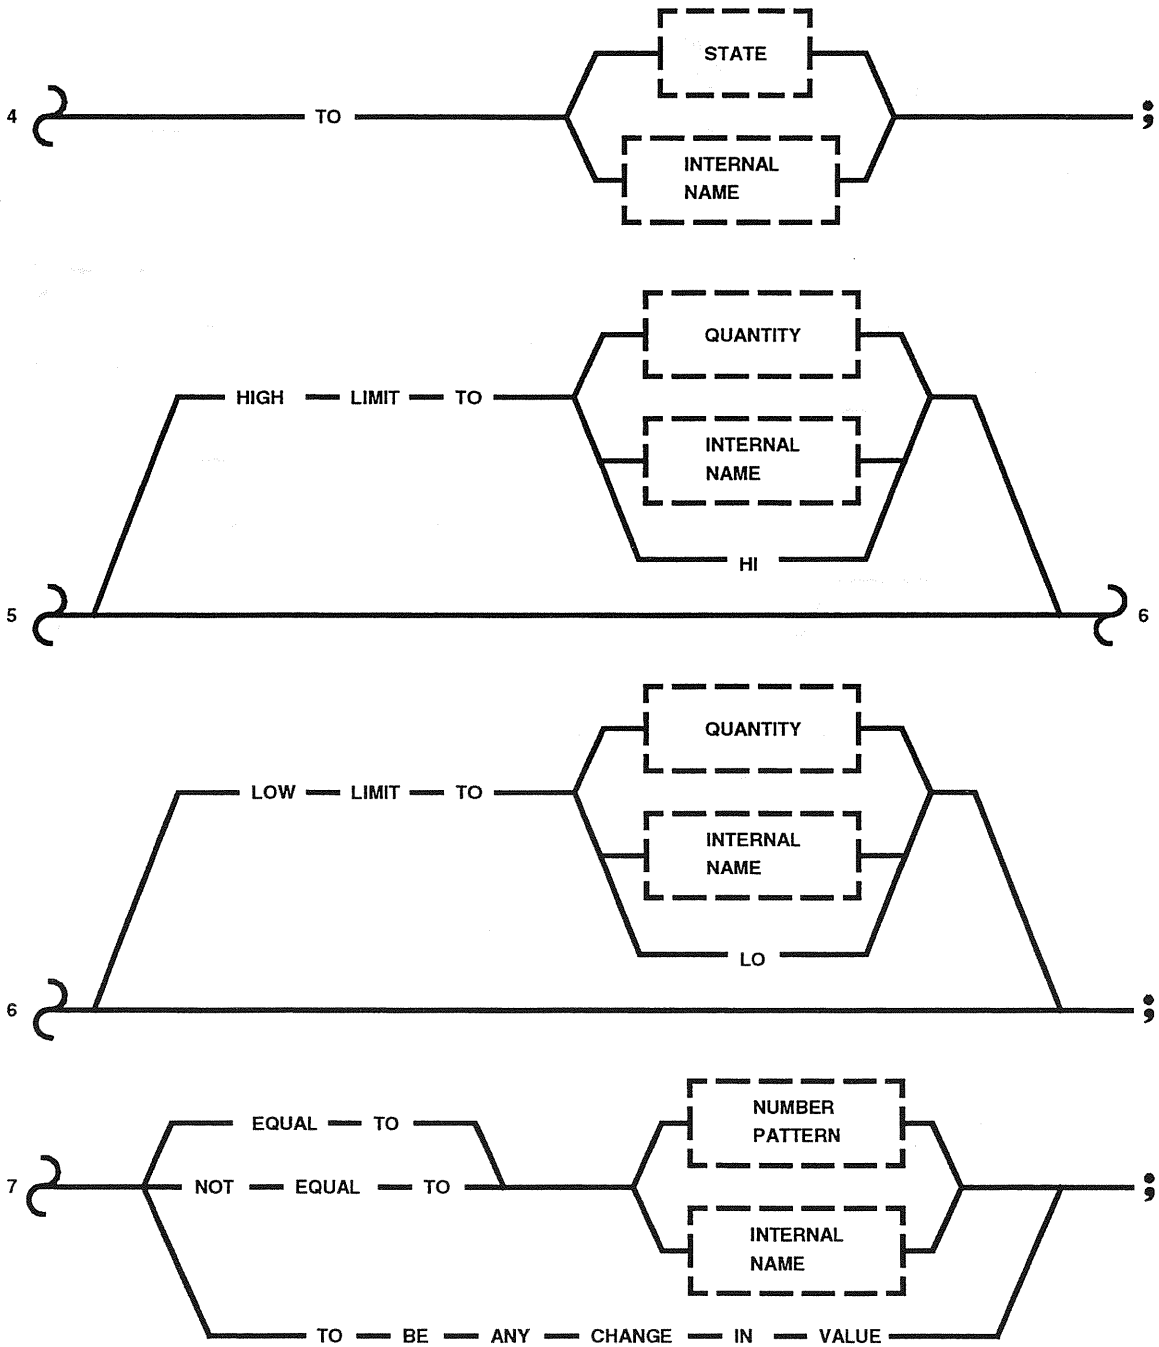 STATE
4 TO ;
INTERNAL
NAME
QUANTITY
HIGH LIMIT TO
INTERNAL
NAME
HI
5 6
QUANTITY
LOW LIMIT TO
INTERNAL
NAME
LO
6 ;
NUMBER
PATTERN
EQUAL TO
7 NOT EQUAL TO ;
INTERNAL
NAME
TO BE ANY CHANGE IN VALUE